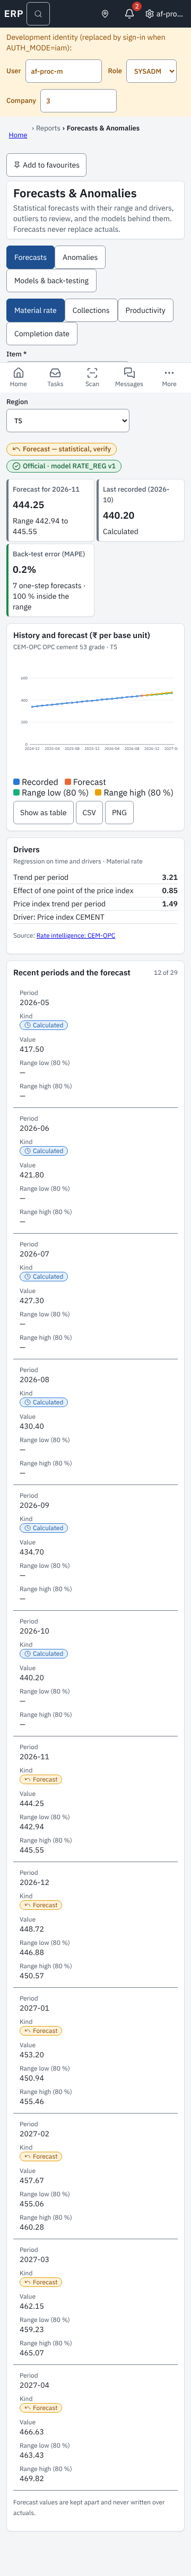 ERP
2
af-pro...
Development identity (replaced by sign-in when
AUTH_MODE=iam):
User
af-proc-m
Role
SYSADM
Company
3
› Reports › Forecasts & Anomalies
Home
Add to favourites
Forecasts & Anomalies
Statistical forecasts with their range and drivers,
outliers to review, and the models behind them.
Forecasts never replace actuals.
Forecasts
Anomalies
Models & back-testing
Material rate
Collections
Productivity
Completion date
Item *
Home
Tasks
Scan
Messages
More
Region
TS
Forecast — statistical, verify
Official · model RATE_REG v1
Forecast for 2026-11
444.25
Range 442.94 to
445.55
Last recorded (2026-
10)
440.20
Calculated
Back-test error (MAPE)
0.2%
7 one-step forecasts ·
100 % inside the
range
History and forecast (₹ per base unit)
CEM-OPC OPC cement 53 grade · TS
600
400
200
0
2024-12 2025-04 2025-08 2025-12 2026-04 2026-08 2026-12
Recorded
Forecast
Range low (80 %)
Range high (80 %)
Show as table
CSV
PNG
Drivers
Regression on time and drivers · Material rate
Trend per period
3.21
Effect of one point of the price index
0.85
Price index trend per period
1.49
Driver: Price index CEMENT
Source: Rate intelligence: CEM-OPC
Recent periods and the forecast
12 of 29
Period
2026-05
Kind
Calculated
Value
417.50
Range low (80 %)
—
Range high (80 %)
—
Period
2026-06
Kind
Calculated
Value
421.80
Range low (80 %)
—
Range high (80 %)
—
Period
2026-07
Kind
Calculated
Value
427.30
Range low (80 %)
—
Range high (80 %)
—
Period
2026-08
Kind
Calculated
Value
430.40
Range low (80 %)
—
Range high (80 %)
—
Period
2026-09
Kind
Calculated
Value
434.70
Range low (80 %)
—
Range high (80 %)
—
Period
2026-10
Kind
Calculated
Value
440.20
Range low (80 %)
—
Range high (80 %)
—
Period
2026-11
Kind
Forecast
Value
444.25
Range low (80 %)
442.94
Range high (80 %)
445.55
Period
2026-12
Kind
Forecast
Value
448.72
Range low (80 %)
446.88
Range high (80 %)
450.57
Period
2027-01
Kind
Forecast
Value
453.20
Range low (80 %)
450.94
Range high (80 %)
455.46
Period
2027-02
Kind
Forecast
Value
457.67
Range low (80 %)
455.06
Range high (80 %)
460.28
Period
2027-03
Kind
Forecast
Value
462.15
Range low (80 %)
459.23
Range high (80 %)
465.07
Period
2027-04
Kind
Forecast
Value
466.63
Range low (80 %)
463.43
Range high (80 %)
469.82
Forecast values are kept apart and never written over
actuals.